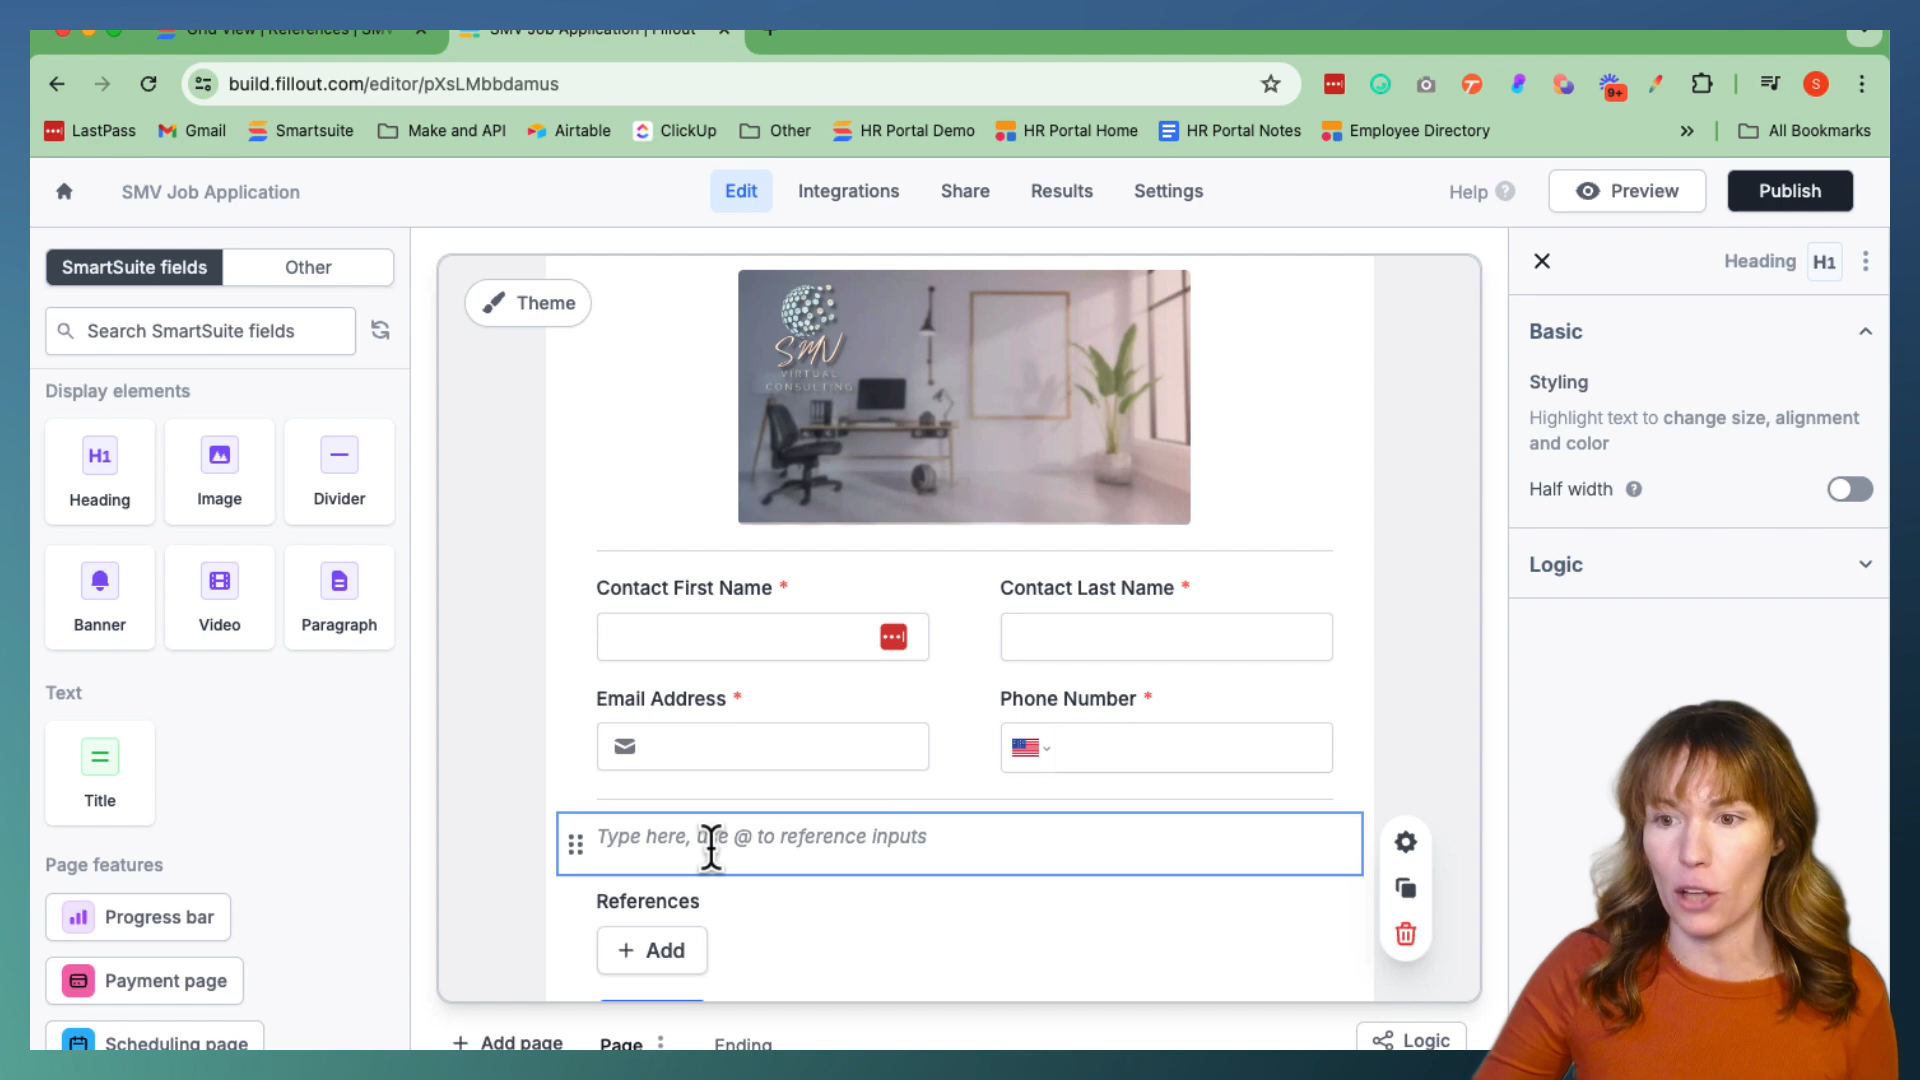 Grid View | References | SMV
SMV Job Application | Fillout
build.fillout.com/editor/pXsLMbbdamus
9+
S
LastPass
Gmail
Smartsuite
Make and API
Airtable
ClickUp
Other
HR Portal Demo
HR Portal Home
HR Portal Notes
Employee Directory
All Bookmarks
SMV Job Application
Edit
Integrations
Share
Results
Settings
Help ?
Preview
Publish
SmartSuite fields
Other
Search SmartSuite fields
Display elements
H1
Heading
Image
Divider
Banner
Video
Paragraph
Text
Title
Page features
Progress bar
Payment page
Scheduling page
Theme
SMV
VIRTUAL
CONSULTING
Contact First Name *
Contact Last Name *
Email Address *
Phone Number *
Type here, use @ to reference inputs
References
+ Add
+ Add page
Page
Ending
Logic
Heading H1
Basic
Styling
Highlight text to change size, alignment
and color
Half width ?
Logic